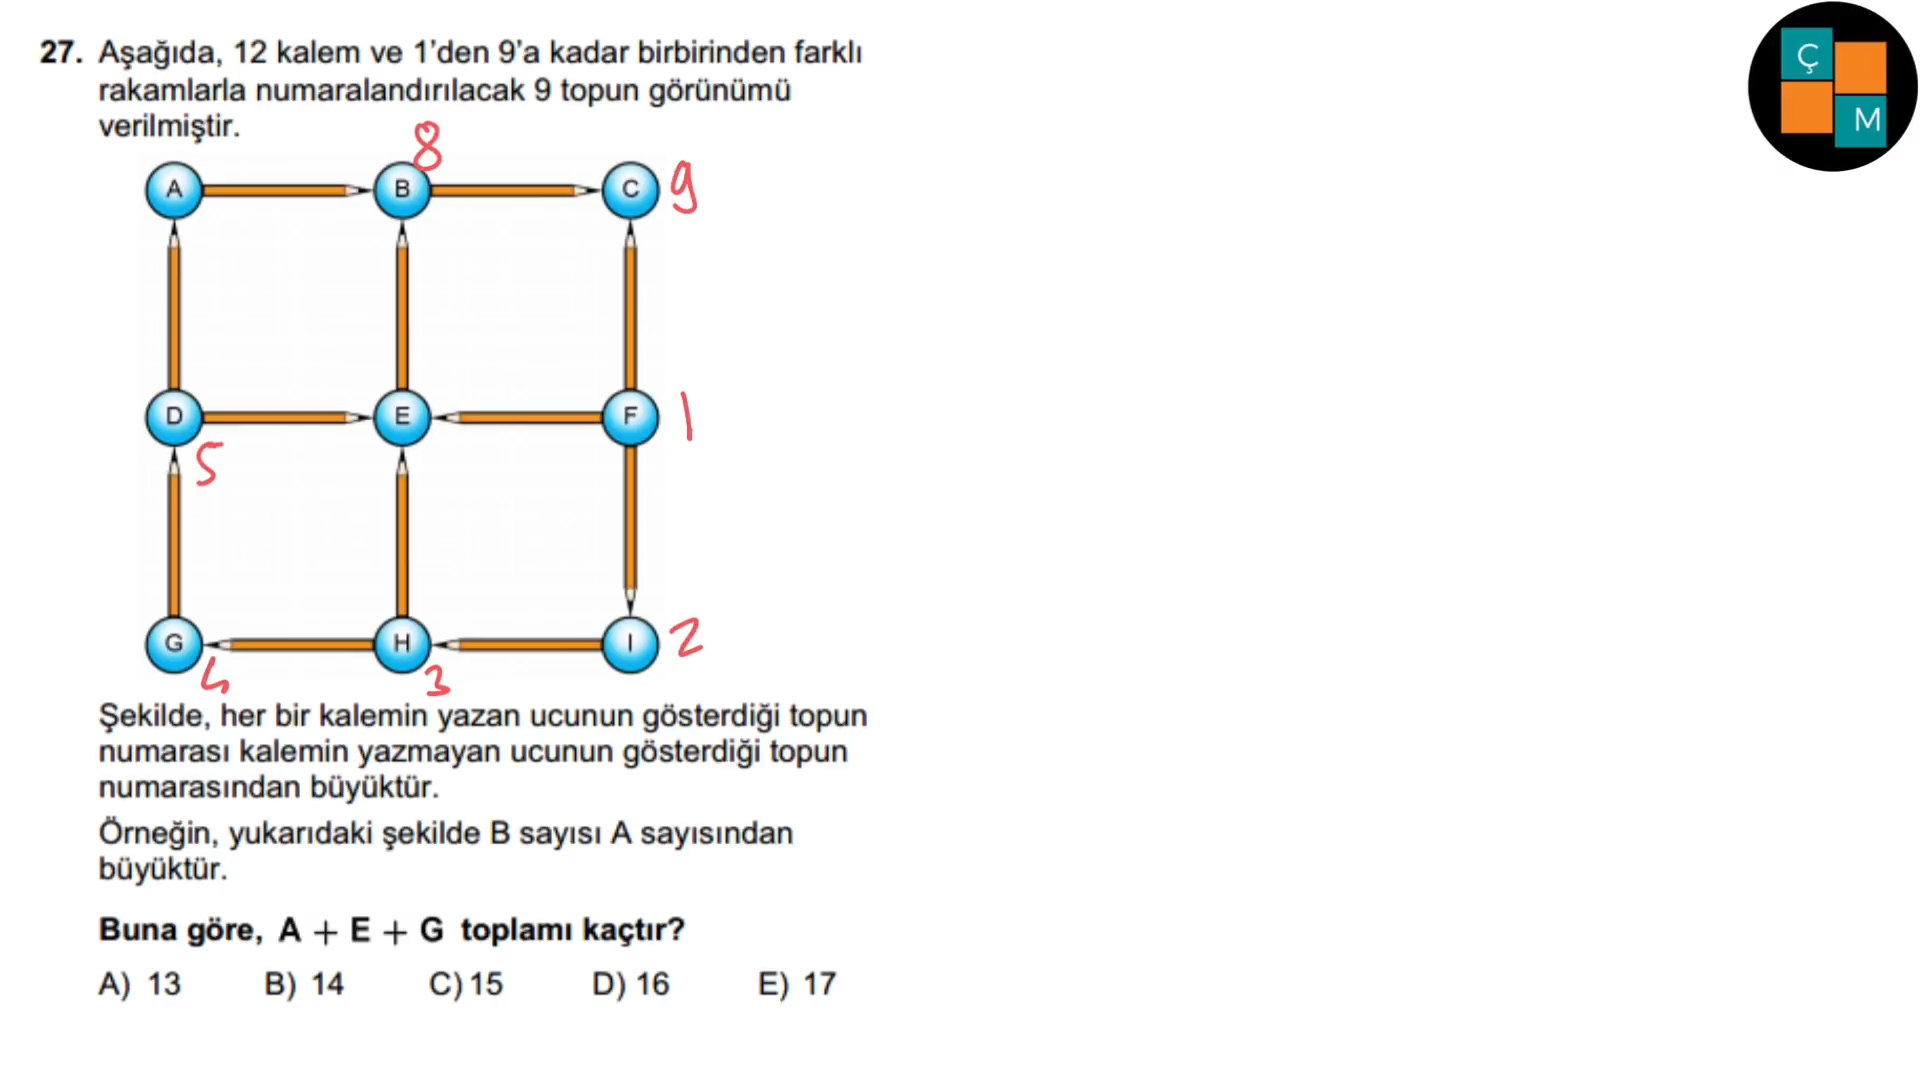 27. Aşağıda, 12 kalem ve 1’den 9’a kadar birbirinden farklı
rakamlarla numaralandırılacak 9 topun görünümü
verilmiştir.
8
A B C 9
D E F 1
5
G H I 2
4 3
Şekilde, her bir kalemin yazan ucunun gösterdiği topun
numarası kalemin yazmayan ucunun gösterdiği topun
numarasından büyüktür.
Örneğin, yukarıdaki şekilde B sayısı A sayısından
büyüktür.
Buna göre, A + E + G toplamı kaçtır?
A) 13 B) 14 C) 15 D) 16 E) 17
Ç
M